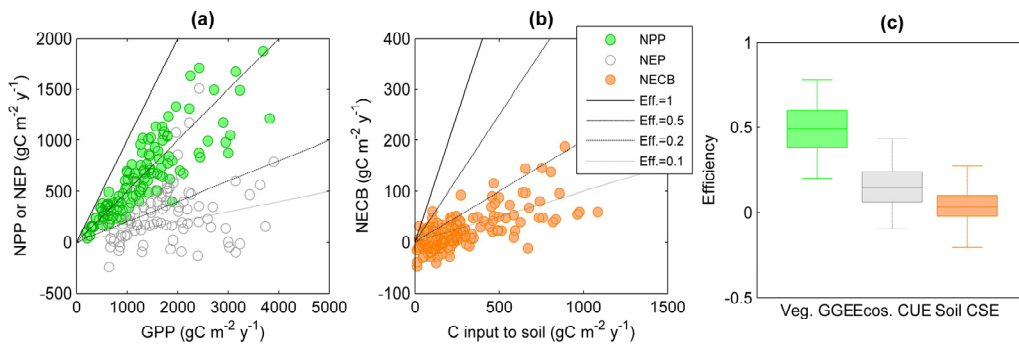 (a)
2000
1500
1000
500
0
-500
0 1000 2000 3000 4000 5000
NPP or NEP (gC m-2 y-1)
GPP (gC m-2 y-1)
(b)
400
300
200
100
0
-100
0 500 1000 1500
NECB (gC m-2 y-1)
C input to soil (gC m-2 y-1)
NPP
NEP
NECB
Eff.=1
Eff.=0.5
Eff.=0.2
Eff.=0.1
(c)
1
0.5
0
-0.5
Efficiency
Veg. GGEEcos. CUE Soil CSE